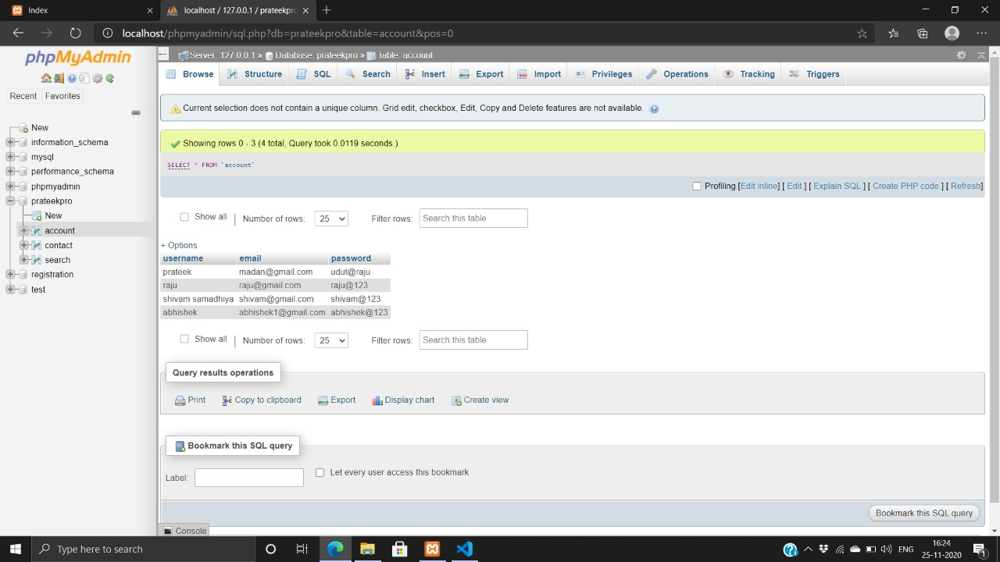 Index
localhost / 127.0.0.1 / prateekpro
localhost/phpmyadmin/sql.php?db=prateekpro&table=account&pos=0
phpMyAdmin
Recent
Favorites
New
information_schema
mysql
performance_schema
phpmyadmin
prateekpro
New
account
contact
search
registration
test
Server: 127.0.0.1 » Database: prateekpro » Table: account
Browse Structure SQL Search Insert Export Import Privileges Operations Tracking Triggers
Current selection does not contain a unique column. Grid edit, checkbox, Edit, Copy and Delete features are not available.
Showing rows 0 - 3 (4 total, Query took 0.0119 seconds.)
SELECT * FROM `account`
Profiling [Edit inline] [ Edit ] [ Explain SQL ] [ Create PHP code ] [ Refresh]
Show all | Number of rows: 25 Filter rows: Search this table
+ Options
username email password
prateek madan@gmail.com udut@raju
raju raju@gmail.com raju@123
shivam samadhiya shivam@gmail.com shivam@123
abhishek abhishek1@gmail.com abhishek@123
Show all | Number of rows: 25 Filter rows: Search this table
Query results operations
Print Copy to clipboard Export Display chart Create view
Bookmark this SQL query
Label: Let every user access this bookmark
Bookmark this SQL query
Console
Type here to search
ENG
16:24
25-11-2020
1